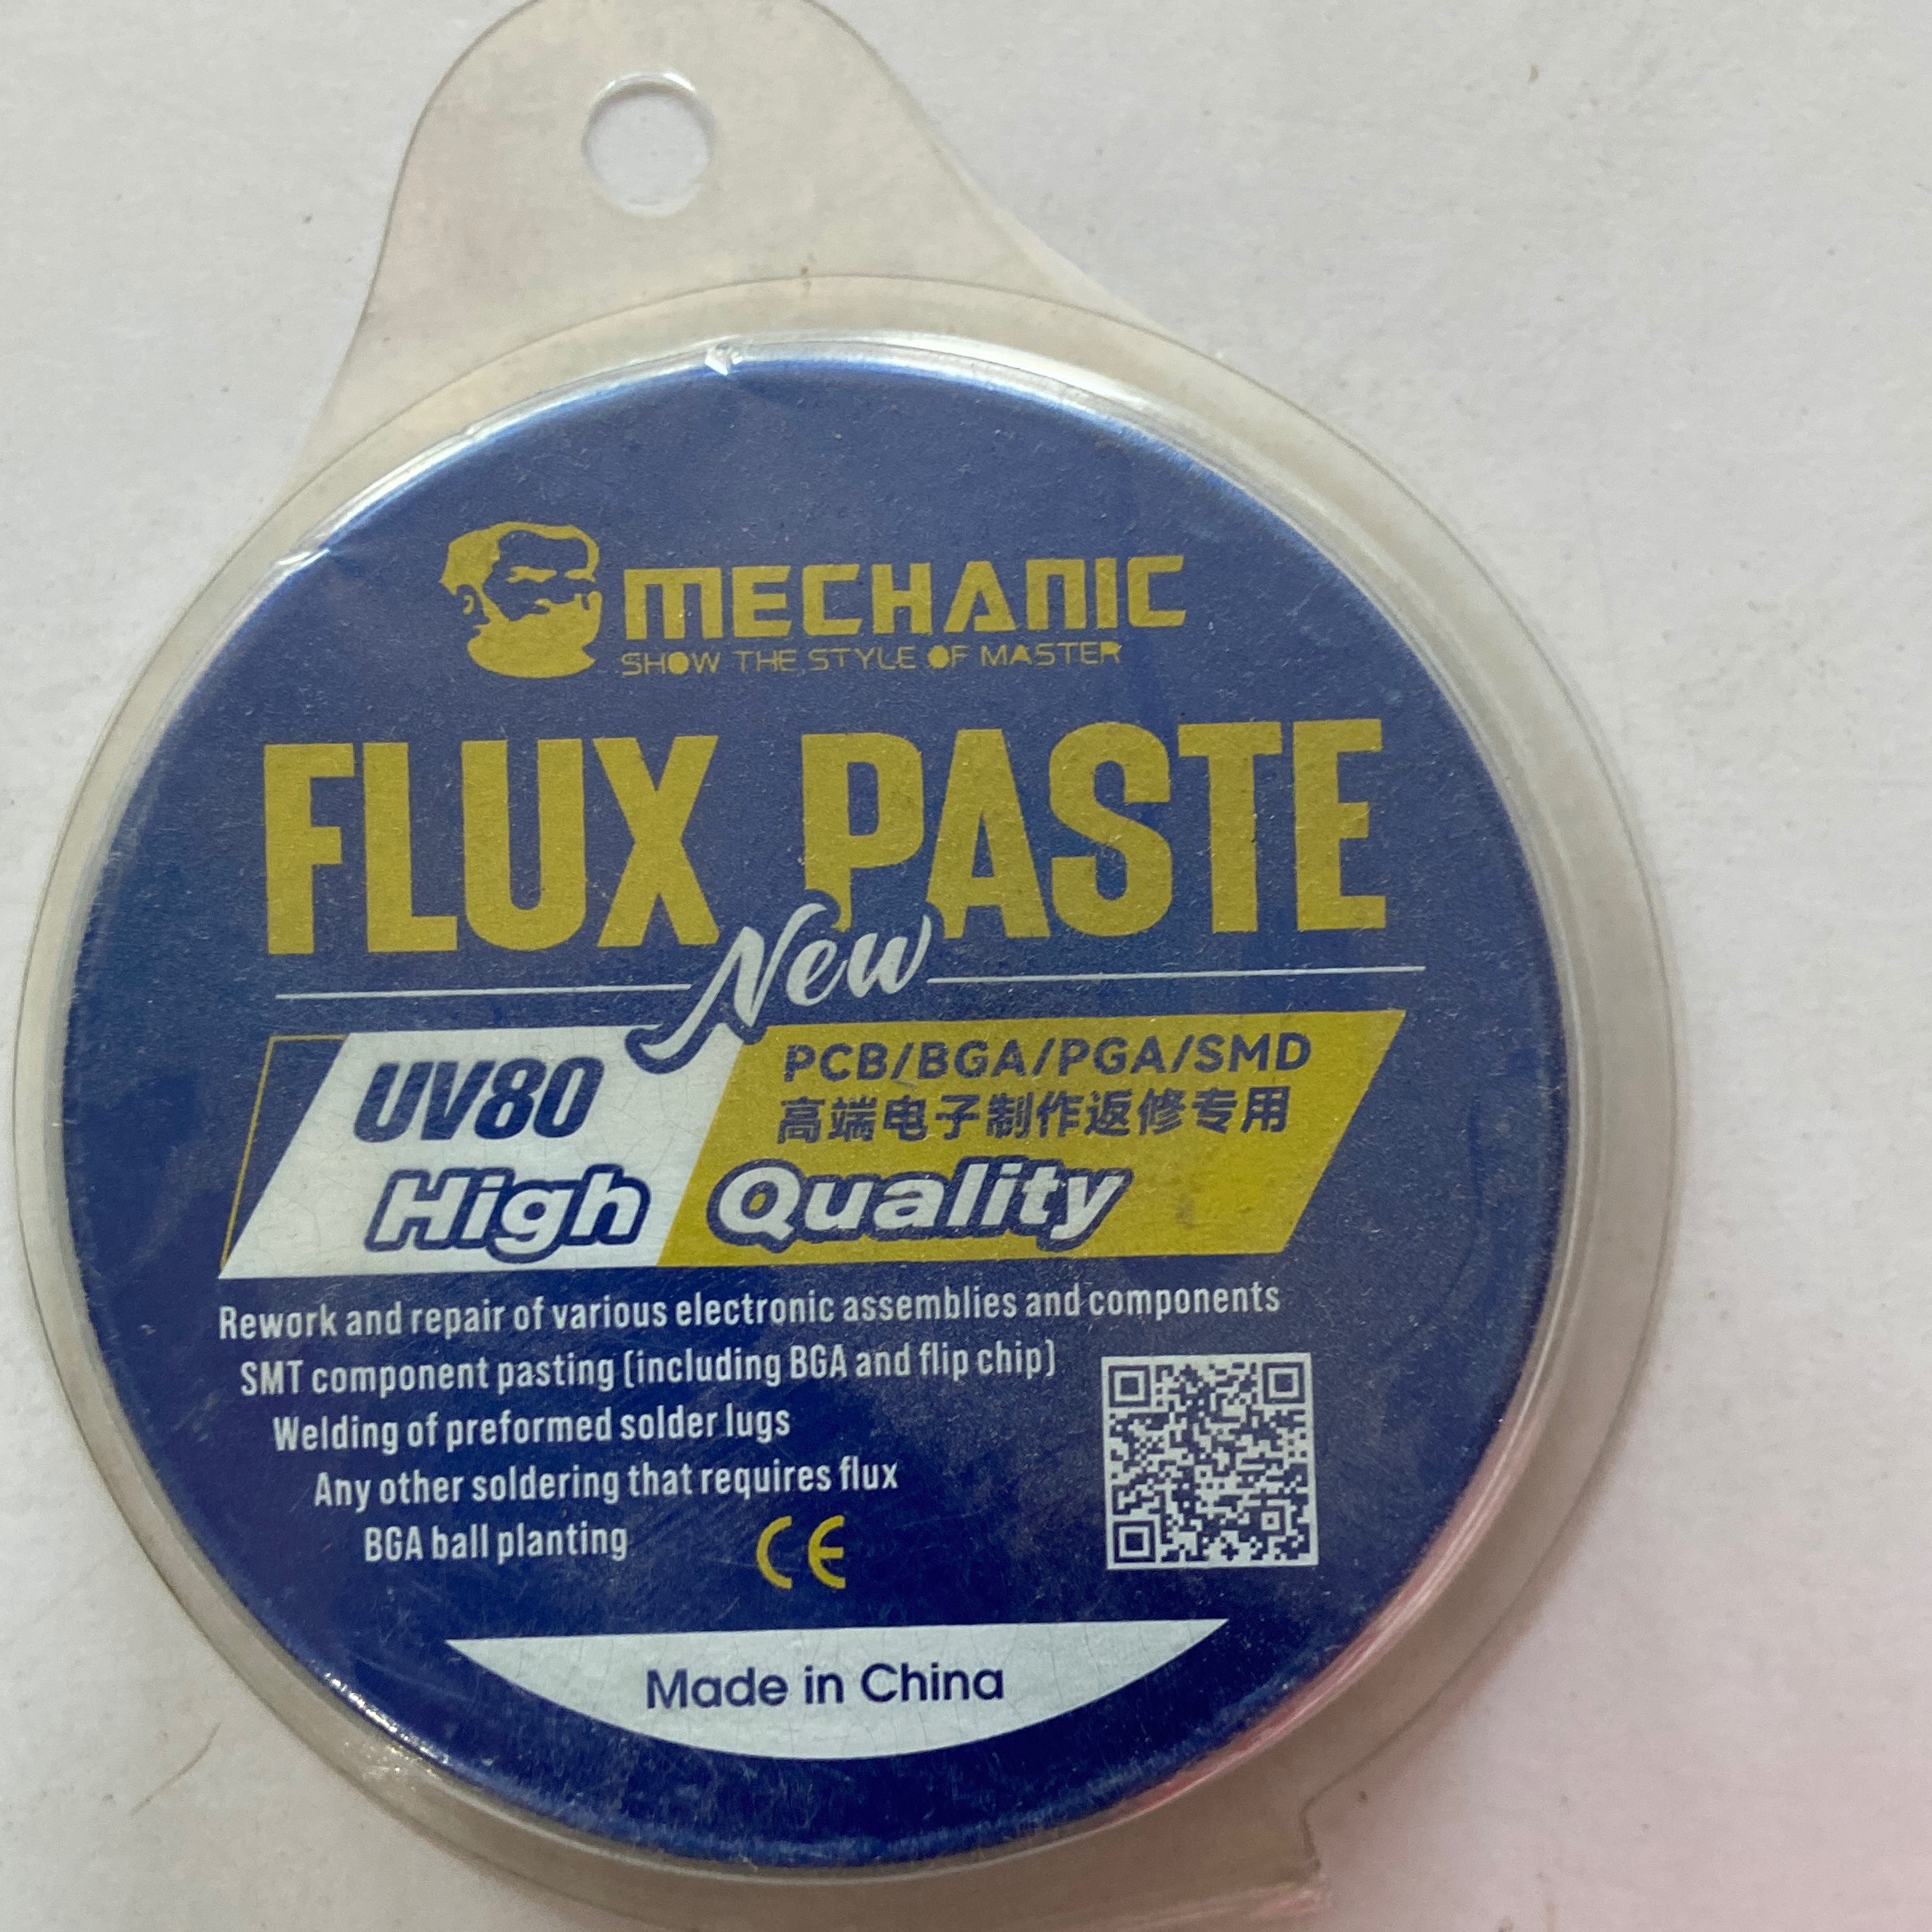 MECHANIC
SHOW THE STYLE OF MASTER
FLUX PASTE
New
UV80
PCB/BGA/PGA/SMD
高端电子制作返修专用
High Quality
Rework and repair of various electronic assemblies and components
SMT component pasting (including BGA and flip chip)
Welding of preformed solder lugs
Any other soldering that requires flux
BGA ball planting
CE
Made in China